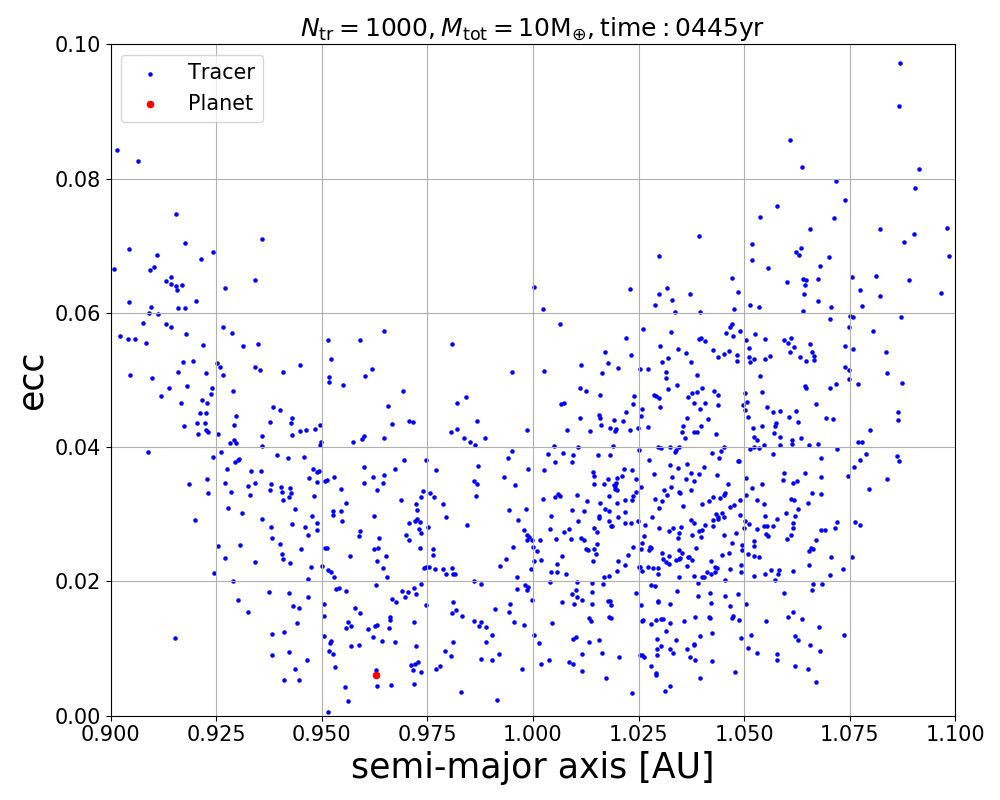 N_tr = 1000, M_tot = 10M_⊕, time : 0445yr
Tracer
Planet
0.10
0.08
0.06
0.04
0.02
0.00
ecc
0.900 0.925 0.950 0.975 1.000 1.025 1.050 1.075 1.100
semi-major axis [AU]